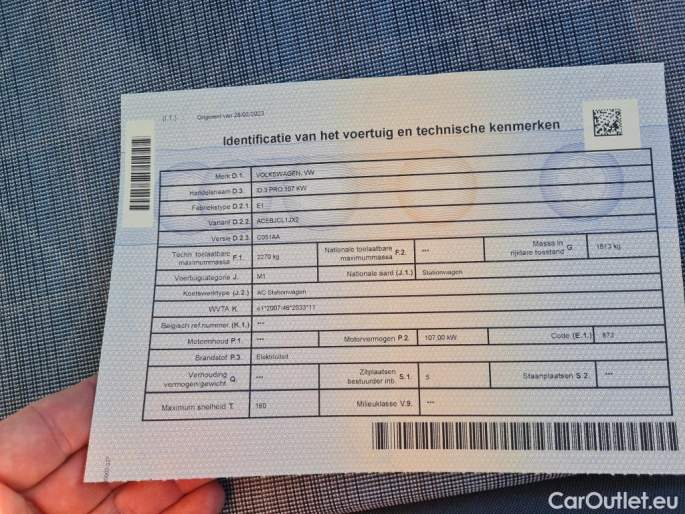 (I.1.) Origineel van 28/02/2023
Identificatie van het voertuig en technische kenmerken
Merk D.1. VOLKSWAGEN, VW
Handelsnaam D.3. ID.3 PRO 107 KW
Fabriekstype D.2.1. E1
Variant D.2.2. ACEBJCL1JX2
Versie D.2.3. C051AA
Techn. toelaatbare maximummassa F.1. 2270 kg Nationale toelaatbare maximummassa F.2. *** Massa in rijklare toestand G 1813 kg
Voertuigcategorie J. M1 Nationale aard (J.1.) Stationwagen
Koetswerktype (J.2.) AC Stationwagen
WVTA K. e1*2007/46*2033*11
Belgisch ref.nummer (K.1.) ***
Motorinhoud P.1. *** Motorvermogen P.2. 107,00 kW Code (E.1.) 873
Brandstof P.3. Elektriciteit
Verhouding vermogen/gewicht Q. *** Zitplaatsen bestuurder inb. S.1. 5 Staanplaatsen S.2. ***
Maximum snelheid T. 160 Milieuklasse V.9. ***
CarOutlet.eu